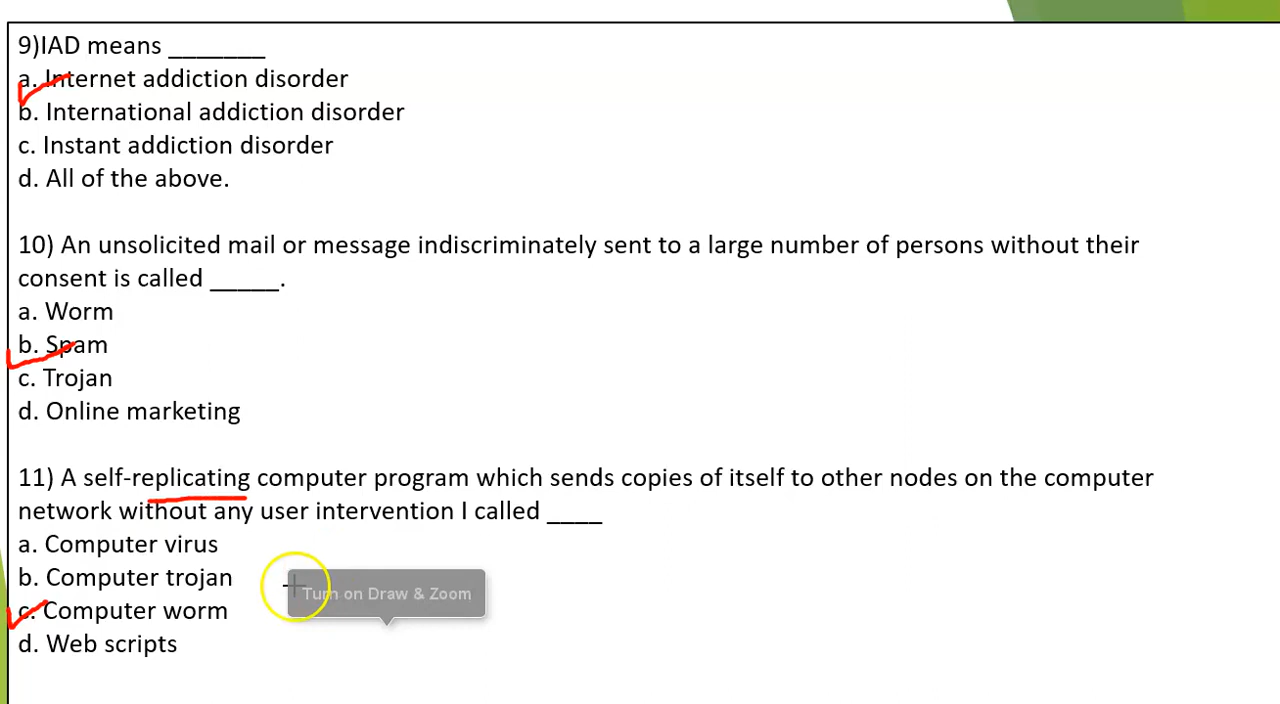 9)IAD means _______
a. Internet addiction disorder
b. International addiction disorder
c. Instant addiction disorder
d. All of the above.
10) An unsolicited mail or message indiscriminately sent to a large number of persons without their
consent is called _____.
a. Worm
b. Spam
c. Trojan
d. Online marketing
11) A self-replicating computer program which sends copies of itself to other nodes on the computer
network without any user intervention I called ____
a. Computer virus
b. Computer trojan
Turn on Draw & Zoom
c. Computer worm
d. Web scripts